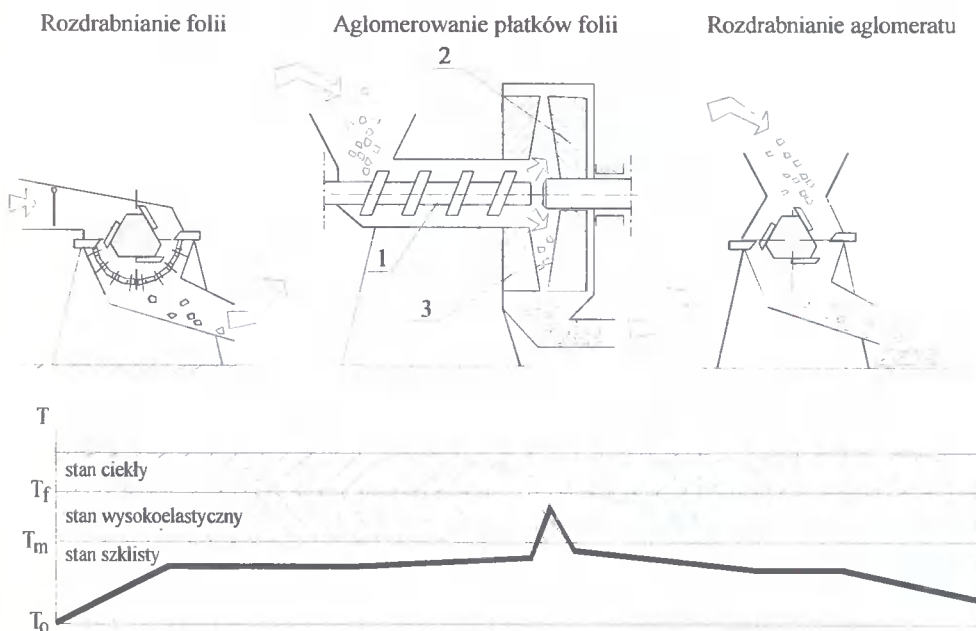 Rozdrabnianie folii
Aglomerowanie płatków folii
Rozdrabnianie aglomeratu
2
1
3
T
stan ciekły
Tf
stan wysokoelastyczny
Tm
stan szklisty
To